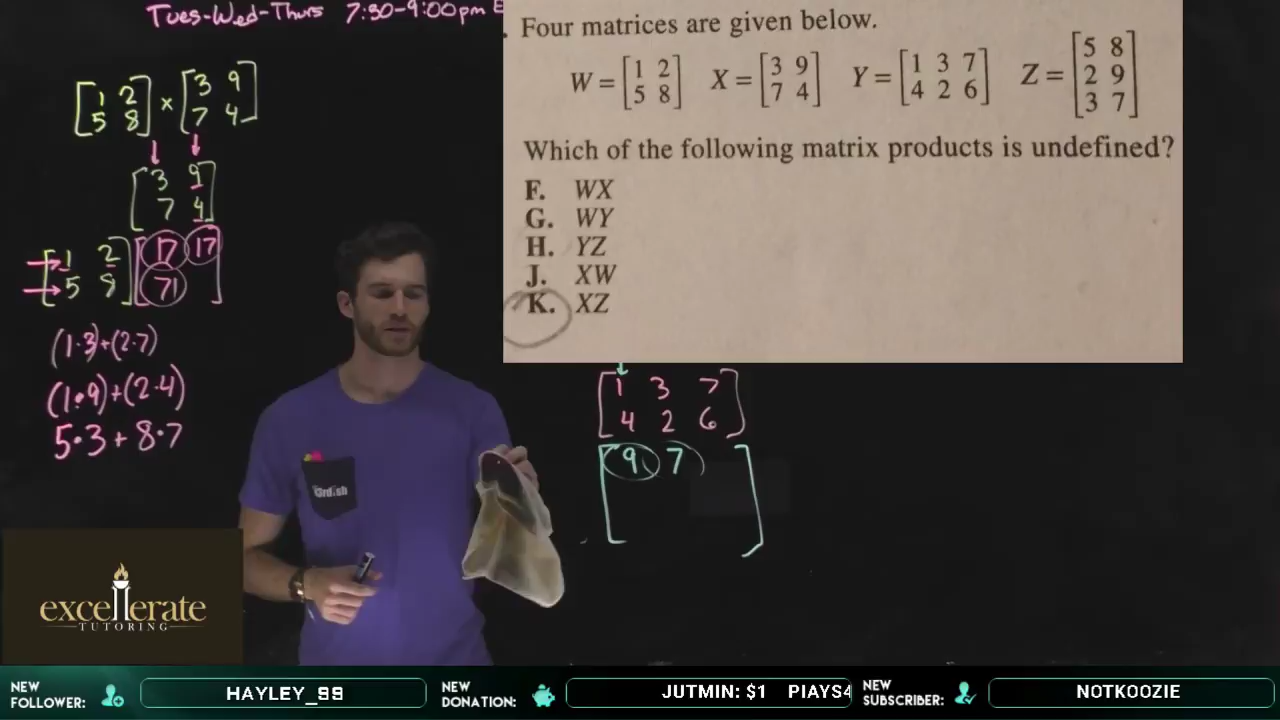 Tues-Wed-Thurs 7:30-9:00pm E
[1 2] × [3 9]
[5 8] [7 4]
[3 9]
[7 4]
[1 2] [17 17]
[5 8] [71 ]
(1·3)+(2·7)
(1·9)+(2·4)
5·3+8·7
Four matrices are given below.
W = [1 2] X = [3 9] Y = [1 3 7] Z = [5 8]
[5 8] [7 4] [4 2 6] [2 9]
[3 7]
Which of the following matrix products is undefined?
F. WX
G. WY
H. YZ
J. XW
K. XZ
[1 3 7]
[4 2 6]
[9 7 ]
excellerate
TUTORING
NEW FOLLOWER: HAYLEY_99
NEW DONATION: JUTMIN: $1 PIAYS4
NEW SUBSCRIBER: NOTKOOZIE